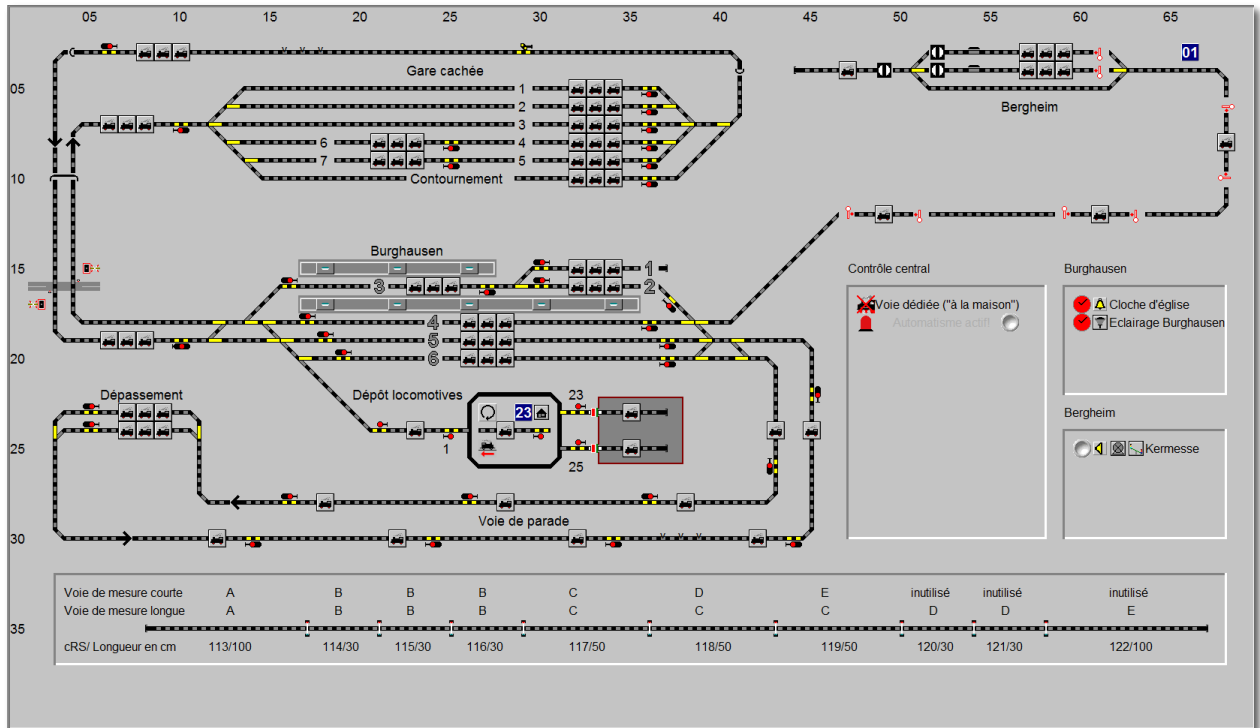 05 10 15 20 25 30 35 40 45 50 55 60 65
01
Gare cachée
05
1
Bergheim
2
3
6 4
7 5
10 Contournement
Burghausen
15
1
Contrôle central Burghausen
3 2
Voie dédiée ("à la maison") Cloche d'église
4
Automatisme actif! Eclairage Burghausen
5
20
6
Dépassement Dépôt locomotives 23
23
Bergheim
25 1
Kermesse
25
Voie de parade
30
Voie de mesure courte A B B B C D E inutilisé inutilisé inutilisé
Voie de mesure longue A B B B C C C D D E
35
cRS/ Longueur en cm 113/100 114/30 115/30 116/30 117/50 118/50 119/50 120/30 121/30 122/100